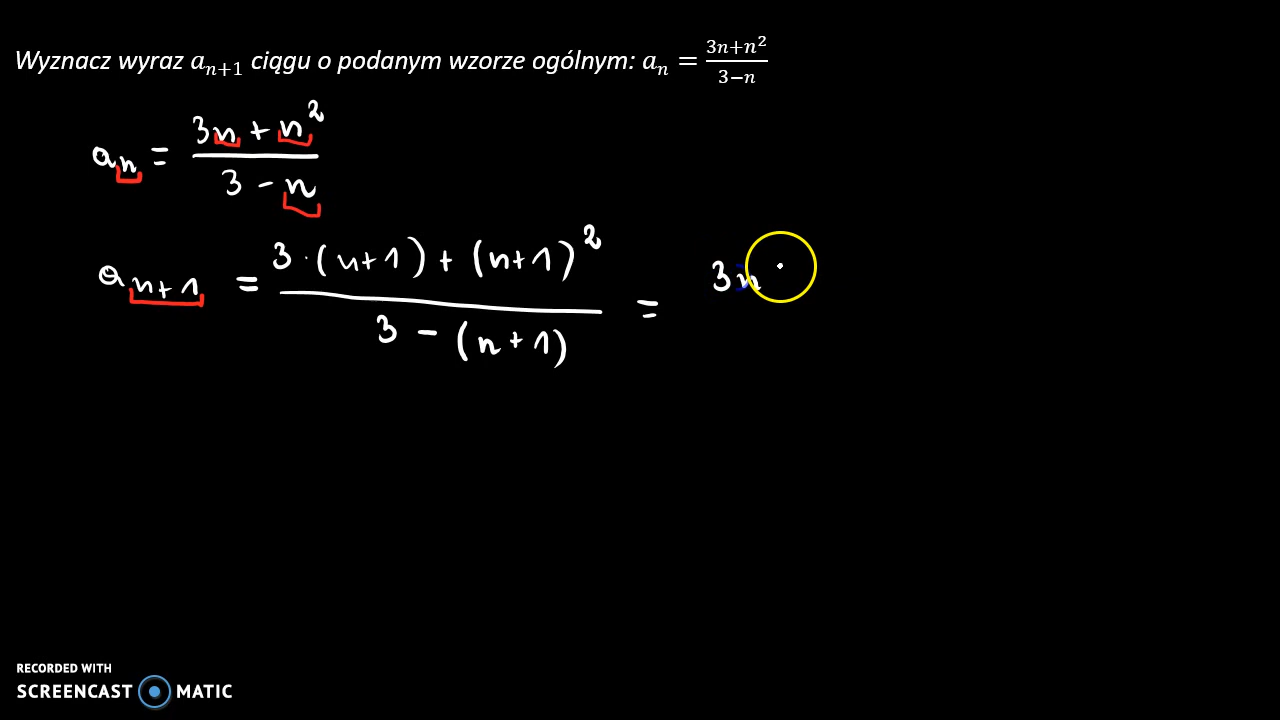 Wyznacz wyraz aₙ₊₁ ciągu o podanym wzorze ogólnym: aₙ = (3n+n²)/(3−n)
aₙ = (3n + n²)/(3 - n)
aₙ₊₁ = (3·(n+1) + (n+1)²)/(3 - (n+1)) = 3n
RECORDED WITH
SCREENCAST MATIC